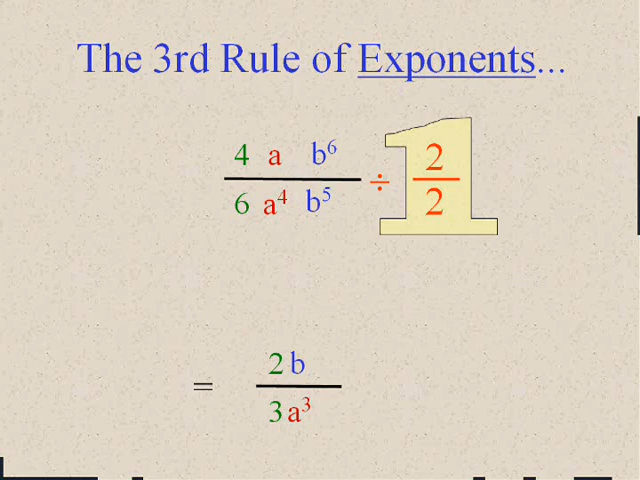 The 3rd Rule of Exponents...
4 a b⁶
÷ 2
6 a⁴ b⁵
2
2 b
=
3 a³